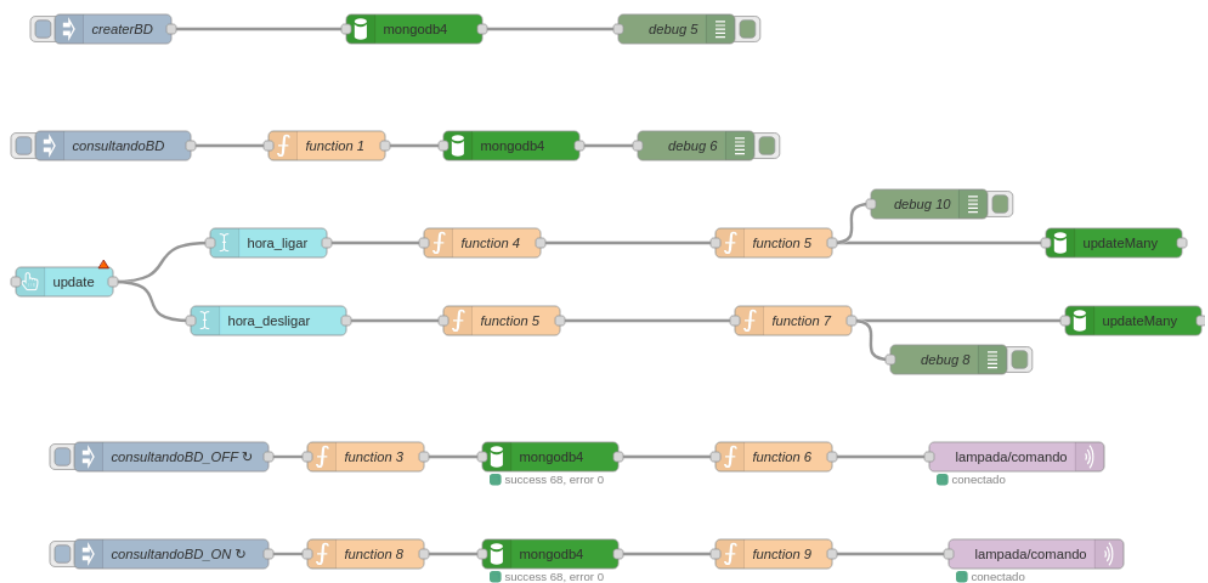 createrBD
mongodb4
debug 5
consultandoBD
function 1
mongodb4
debug 6
debug 10
hora_ligar
function 4
function 5
updateMany
update
hora_desligar
function 5
function 7
updateMany
debug 8
consultandoBD_OFF ↻
function 3
mongodb4
function 6
lampada/comando
success 68, error 0
conectado
consultandoBD_ON ↻
function 8
mongodb4
function 9
lampada/comando
success 68, error 0
conectado